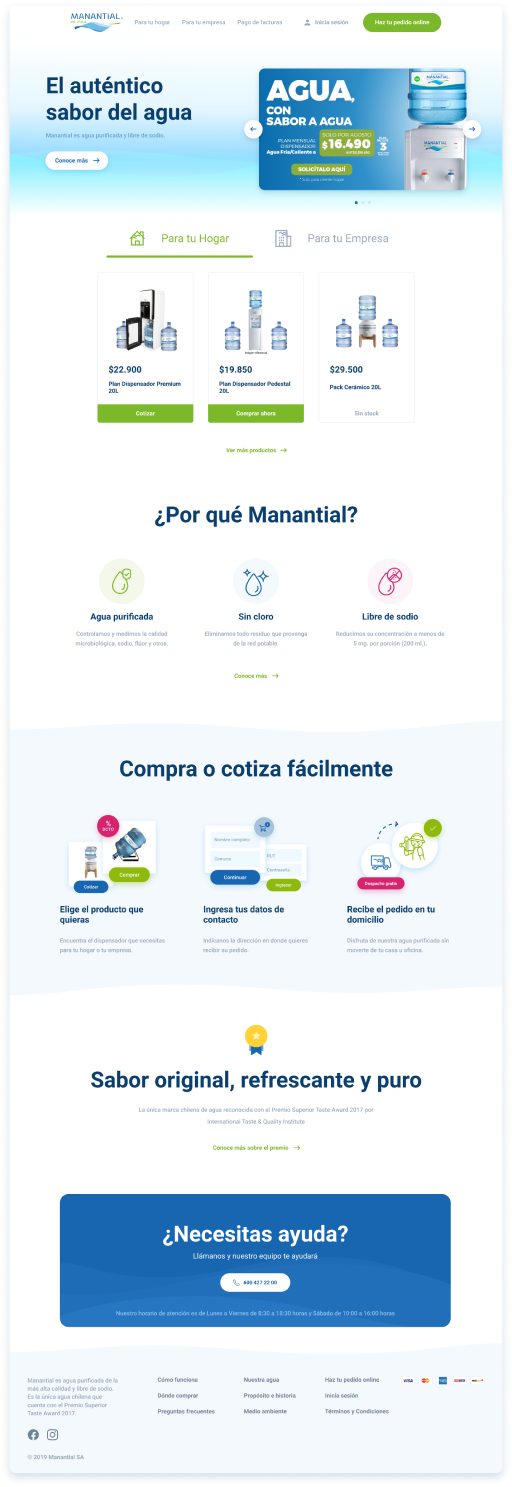 MANANTIAL
Para tu hogar
Para tu empresa
Pago de facturas
Inicia sesión
Haz tu pedido online
El auténtico
sabor del agua
Manantial es agua purificada y libre de sodio.
Conoce más
AGUA,
CON
SABOR A AGUA
PLAN MENSUAL
DISPENSADOR
Agua Fría/Caliente a
SOLO POR AGOSTO
$16.490
3
SOLICÍTALO AQUÍ
MANANTIAL
MANANTIAL
Para tu Hogar
Para tu Empresa
$22.900
Plan Dispensador Premium
20L
Cotizar
$19.850
Plan Dispensador Pedestal
20L
Comprar ahora
$29.500
Pack Cerámico 20L
Sin stock
Ver más productos
¿Por qué Manantial?
Agua purificada
Controlamos y medimos la calidad
microbiológica, sodio, flúor y otros.
Sin cloro
Eliminamos todo residuo que provenga
de la red potable.
Libre de sodio
Reducimos su concentración a menos de
5 mg. por porción (200 ml.).
Conoce más
Compra o cotiza fácilmente
%
DCTO
Comprar
Cotizar
Nombre completo
Comuna
RUT
Contraseña
Continuar
Ingresar
Despacho gratis
Elige el producto que
quieras
Encuentra el dispensador que necesitas
para tu hogar o tu empresa.
Ingresa tus datos de
contacto
Indícanos la dirección en donde quieres
recibir su pedido.
Recibe el pedido en tu
domicilio
Disfruta de nuestra agua purificada sin
moverte de tu casa u oficina.
Sabor original, refrescante y puro
La única marca chilena de agua reconocida con el Premio Superior Taste Award 2017 por
International Taste & Quality Institute
Conoce más sobre el premio
¿Necesitas ayuda?
Llámanos y nuestro equipo te ayudará
600 427 22 00
Nuestro horario de atención es de Lunes a Viernes de 8:30 a 18:30 horas y Sábado de 10:00 a 16:00 horas
Manantial es agua purificada de la
más alta calidad y libre de sodio.
Es la única agua chilena que
cuenta con el Premio Superior
Taste Award 2017.
Cómo funciona
Dónde comprar
Preguntas frecuentes
Nuestra agua
Propósito e historia
Medio ambiente
Haz tu pedido online
Inicia sesión
Términos y Condiciones
VISA
© 2019 Manantial SA